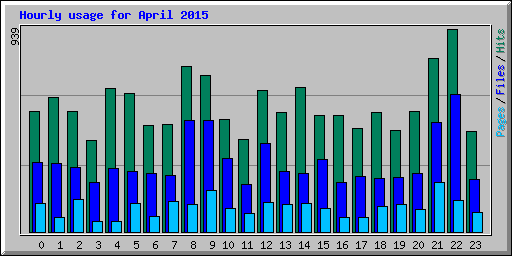 Hourly usage for April 2015
939
Pages / Files / Hits
0 1 2 3 4 5 6 7 8 9 10 11 12 13 14 15 16 17 18 19 20 21 22 23